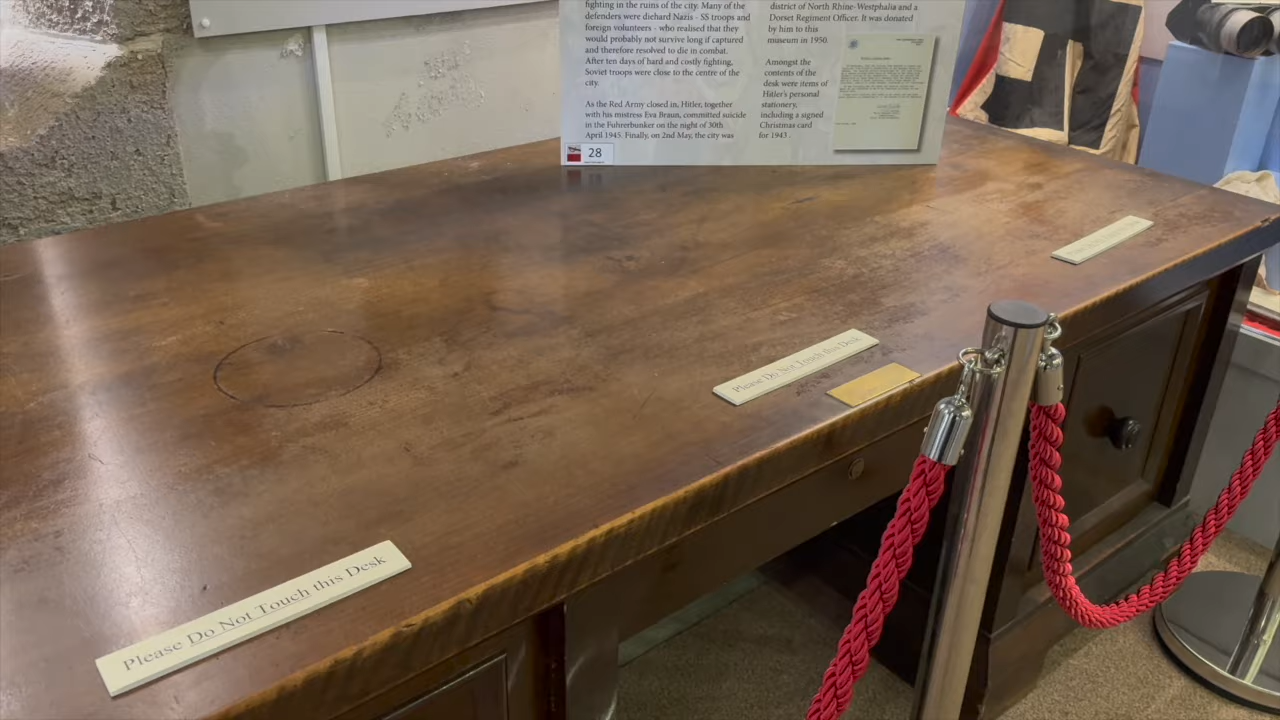 fighting in the ruins of the city. Many of the
defenders were diehard Nazis - SS troops and
foreign volunteers - who realised that they
would probably not survive long if captured
and therefore resolved to die in combat.
After ten days of hard and costly fighting,
Soviet troops were close to the centre of the
city.
As the Red Army closed in, Hitler, together
with his mistress Eva Braun, committed suicide
in the Fuhrerbunker on the night of 30th
April 1945. Finally, on 2nd May, the city was
28
district of North Rhine-Westphalia and a
Dorset Regiment Officer. It was donated
by him to this
museum in 1950.
Amongst the
contents of the
desk were items of
Hitler's personal
stationery,
including a signed
Christmas card
for 1943 .
Please Do Not Touch this Desk
Please Do Not Touch this Desk